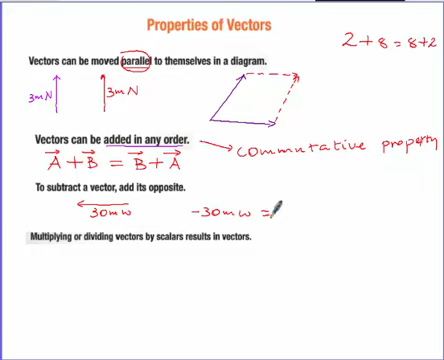 Properties of Vectors
2 + 8 = 8 + 2
Vectors can be moved parallel to themselves in a diagram.
3mN
3mN
Vectors can be added in any order.
commutative property
A + B = B + A
To subtract a vector, add its opposite.
30mW
-30mW =
Multiplying or dividing vectors by scalars results in vectors.